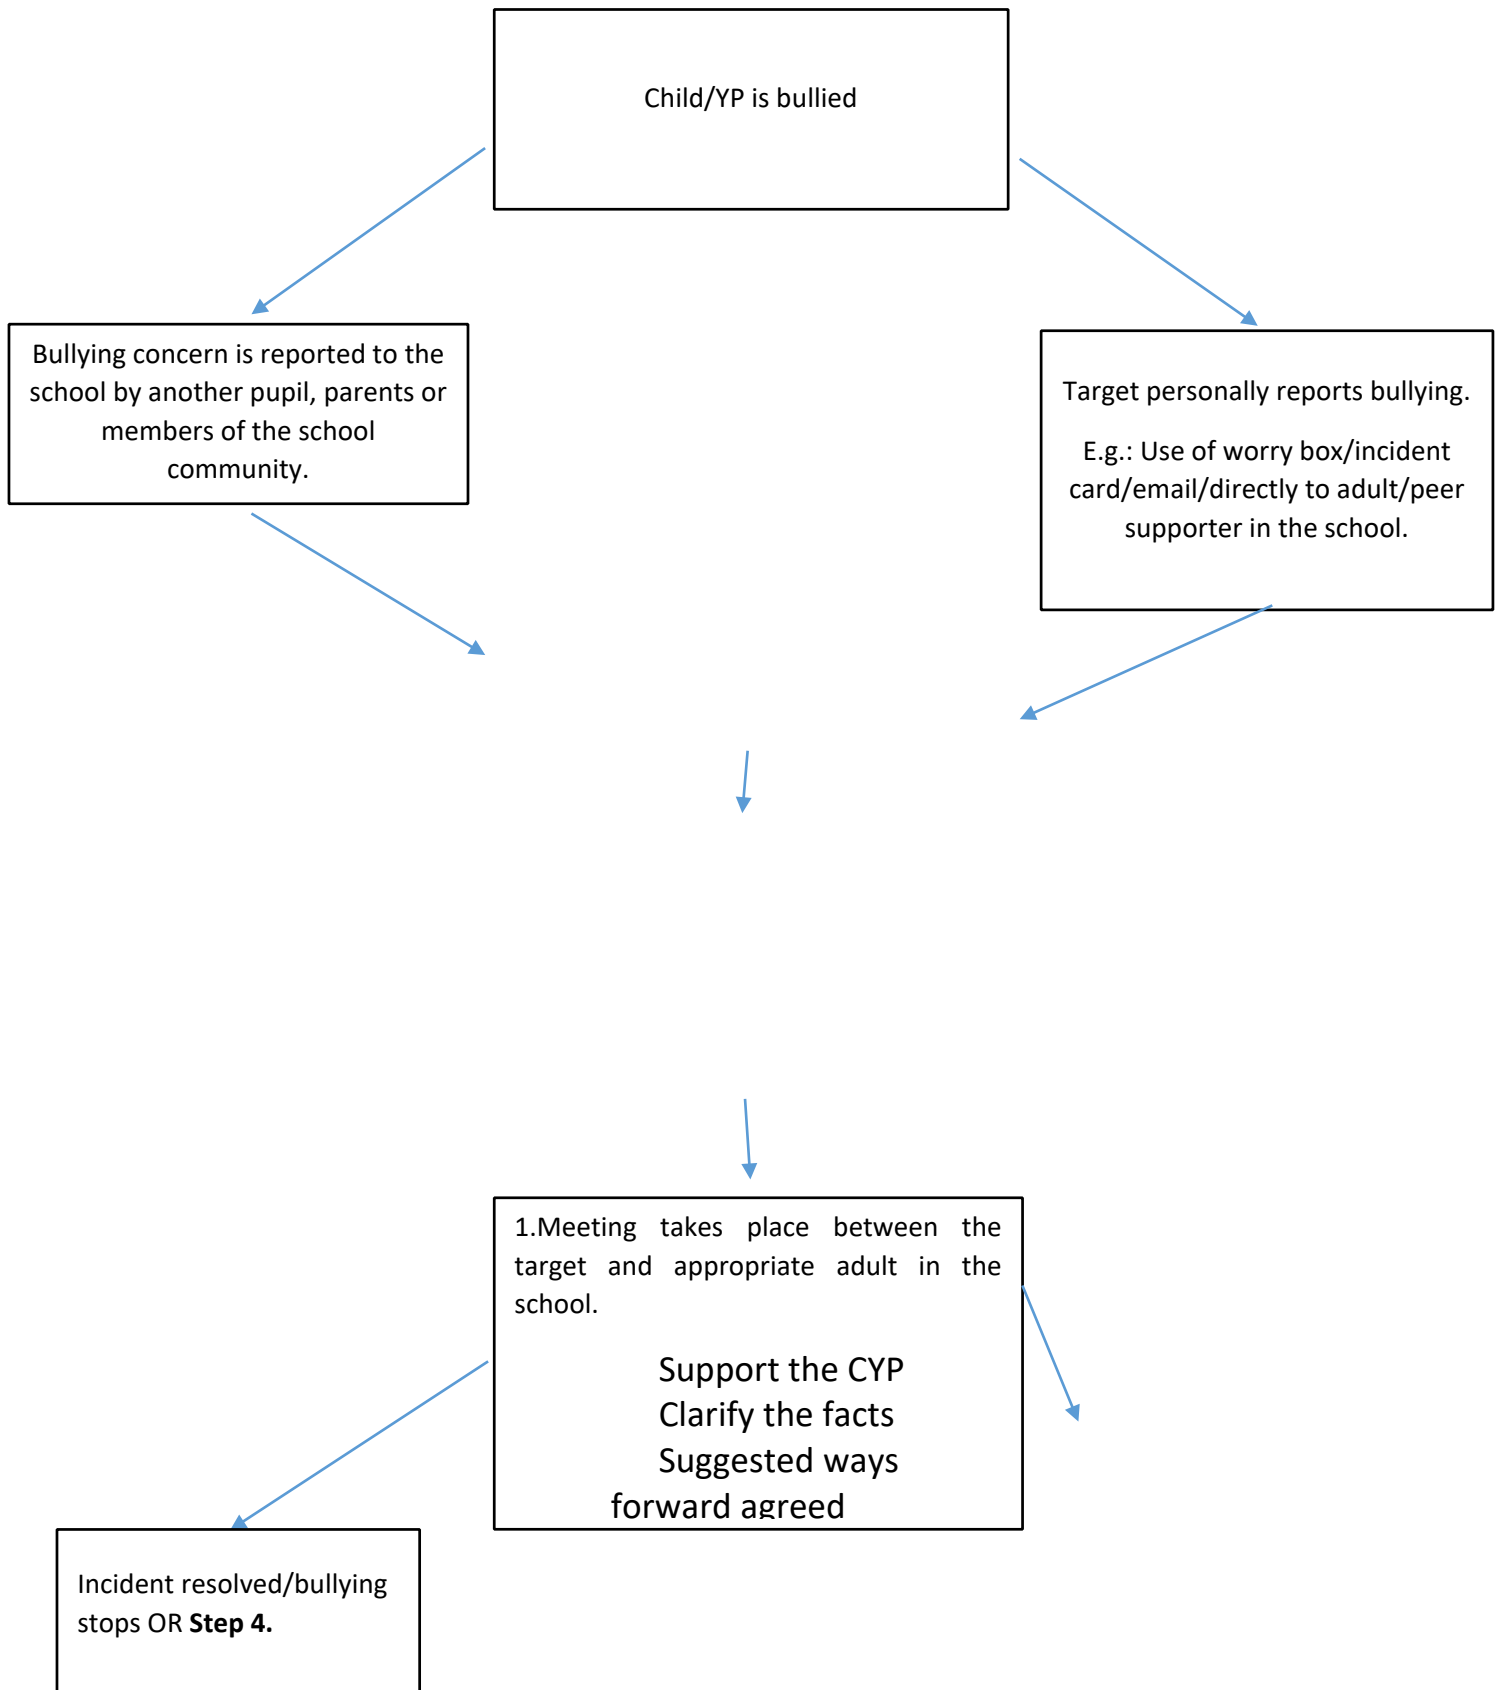 Child/YP is bullied
Bullying concern is reported to the
school by another pupil, parents or
members of the school
community.
Target personally reports bullying.
E.g.: Use of worry box/incident
card/email/directly to adult/peer
supporter in the school.
1.Meeting takes place between the
target and appropriate adult in the
school.
Support the CYP
Clarify the facts
Suggested ways
forward agreed
Incident resolved/bullying
stops OR Step 4.